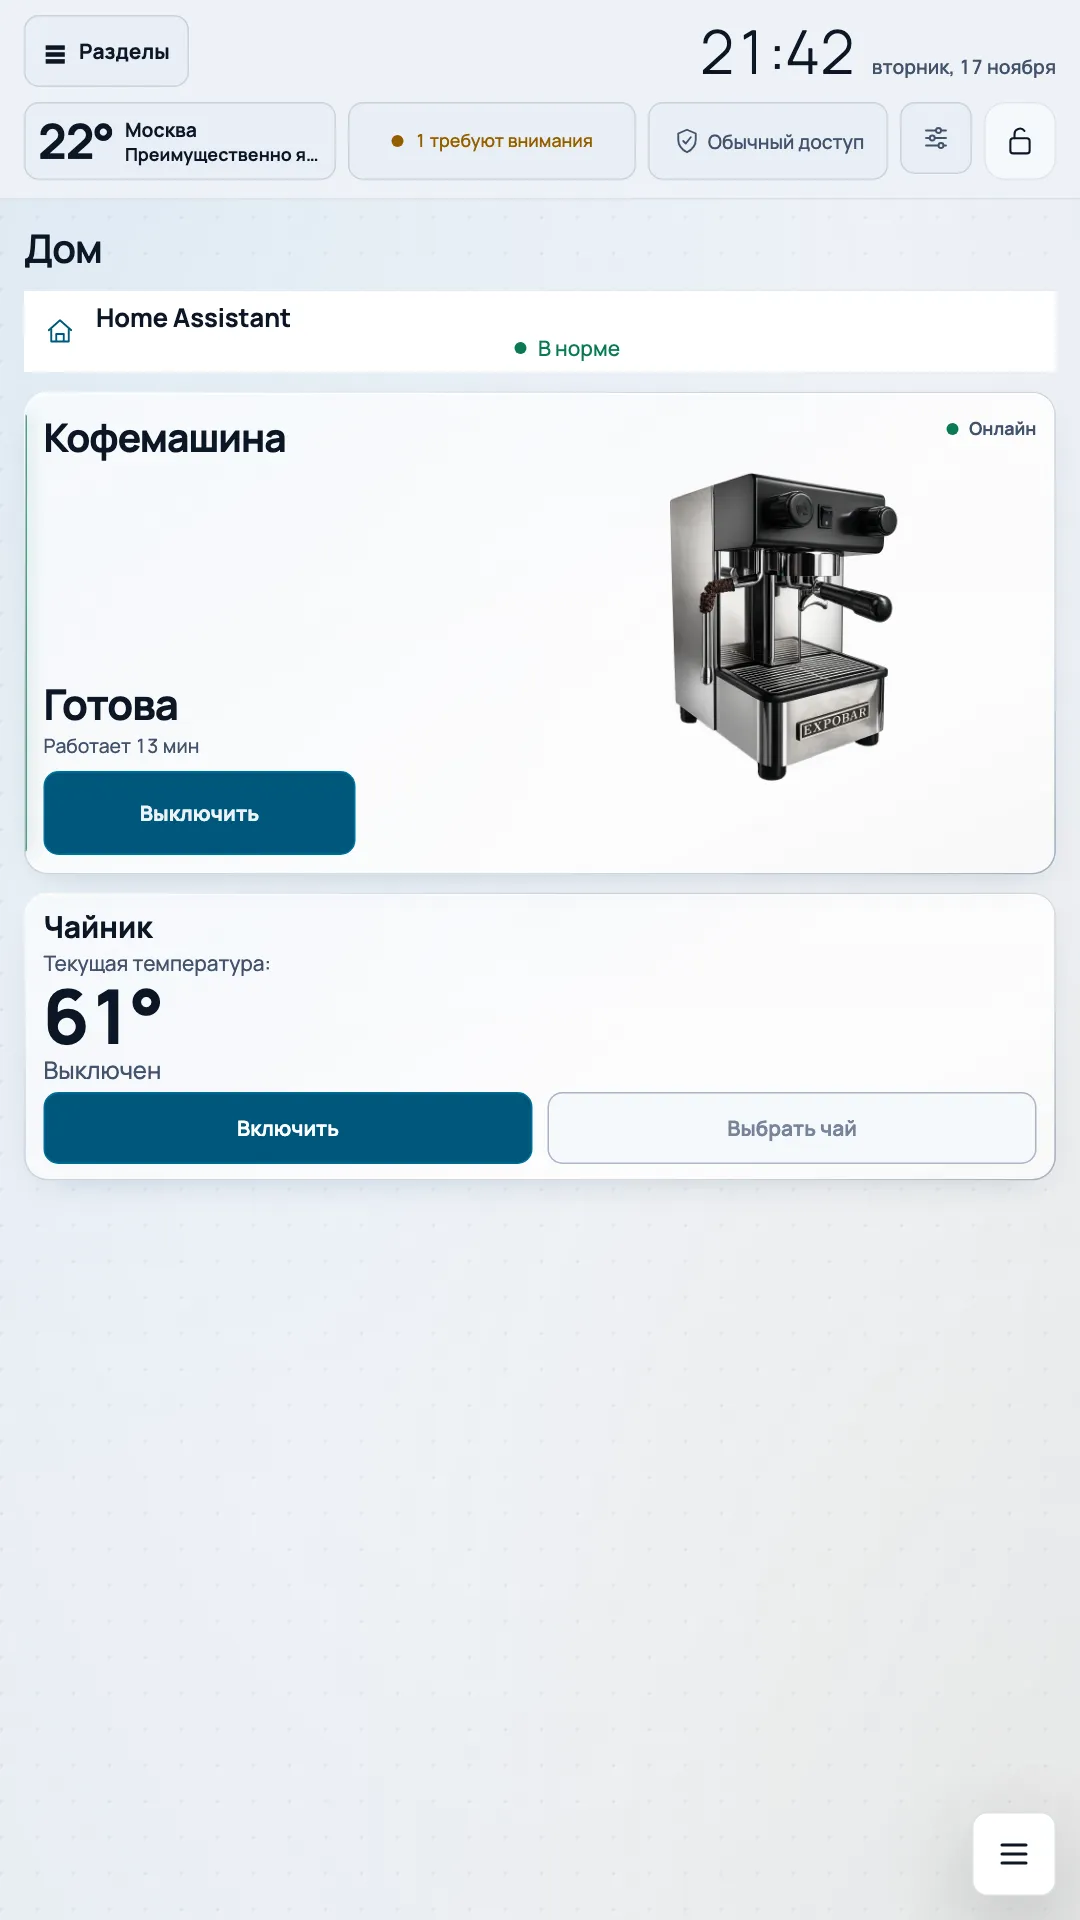 Разделы
21:42 вторник, 17 ноября
22° Москва
Преимущественно я...
1 требуют внимания
Обычный доступ
Дом
Home Assistant
В норме
Кофемашина
Онлайн
EXPOBAR
Готова
Работает 13 мин
Выключить
Чайник
Текущая температура:
61°
Выключен
Включить
Выбрать чай